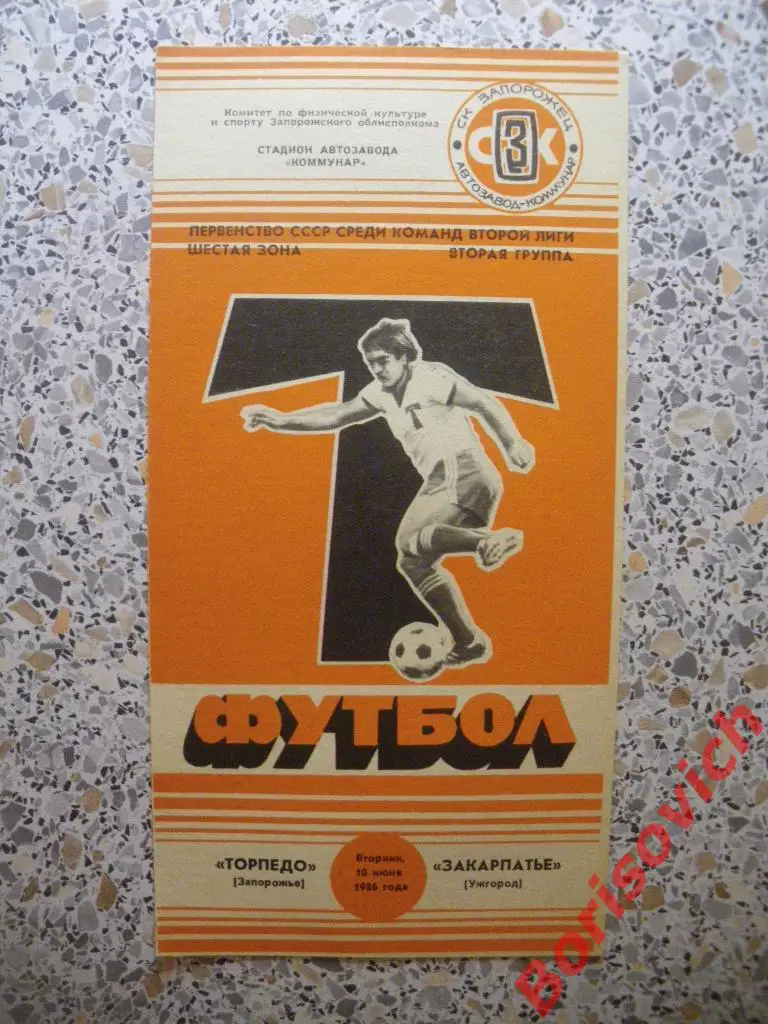 Комитет по физической культуре
и спорту Запорожского облисполкома
СТАДИОН АВТОЗАВОДА
«КОММУНАР»
СК ЗАПОРОЖЕЦ
СЗК
АВТОЗАВОД-КОММУНАР
ПЕРВЕНСТВО СССР СРЕДИ КОМАНД ВТОРОЙ ЛИГИ
ШЕСТАЯ ЗОНА
ВТОРАЯ ГРУППА
Т
Т
ФУТБОЛ
«ТОРПЕДО»
(Запорожье)
Вторник,
10 июня
1986 года
«ЗАКАРПАТЬЕ»
(Ужгород)
Borisovich